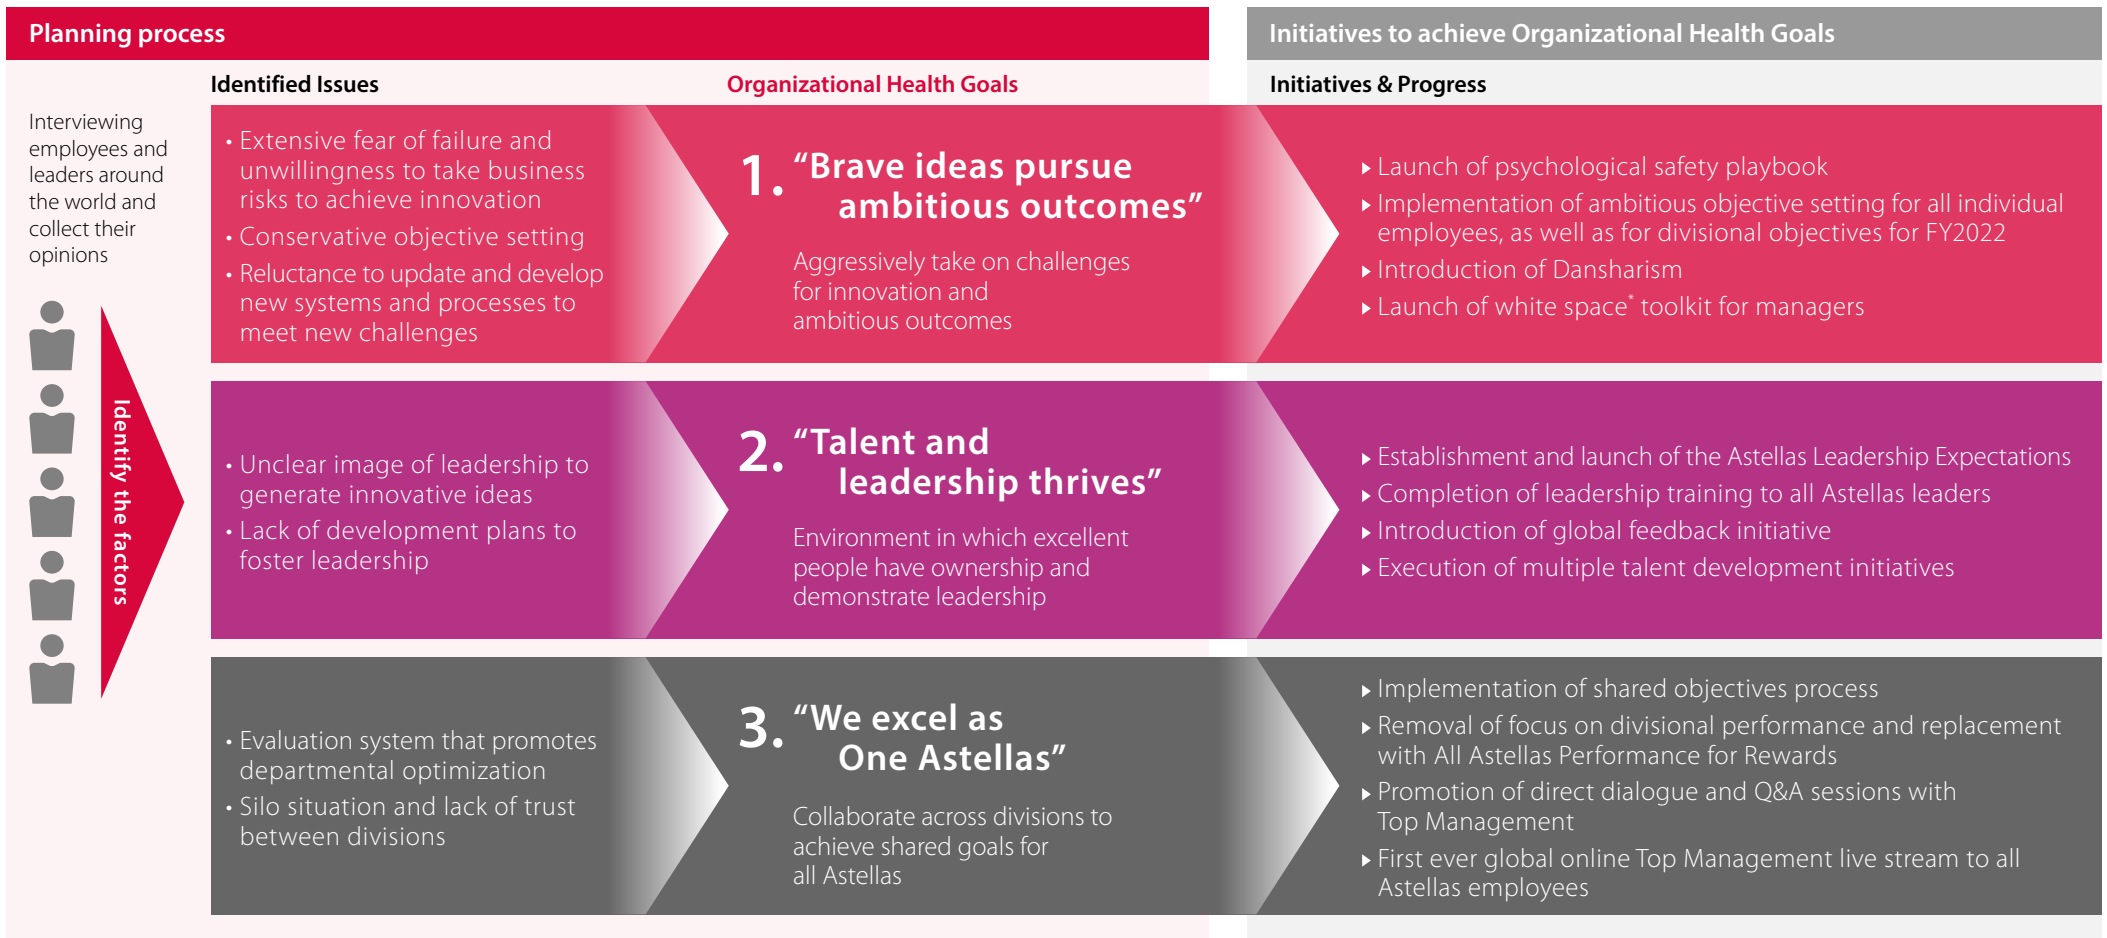 Planning process
Initiatives to achieve Organizational Health Goals
Identified Issues
Organizational Health Goals
Initiatives & Progress
Interviewing
employees and
leaders around
the world and
collect their
opinions
Identify the factors
• Extensive fear of failure and
unwillingness to take business
risks to achieve innovation
• Conservative objective setting
• Reluctance to update and develop
new systems and processes to
meet new challenges
1. “Brave ideas pursue
ambitious outcomes”
Aggressively take on challenges
for innovation and
ambitious outcomes
▶ Launch of psychological safety playbook
▶ Implementation of ambitious objective setting for all individual
employees, as well as for divisional objectives for FY2022
▶ Introduction of Dansharism
▶ Launch of white space* toolkit for managers
• Unclear image of leadership to
generate innovative ideas
• Lack of development plans to
foster leadership
2. “Talent and
leadership thrives”
Environment in which excellent
people have ownership and
demonstrate leadership
▶ Establishment and launch of the Astellas Leadership Expectations
▶ Completion of leadership training to all Astellas leaders
▶ Introduction of global feedback initiative
▶ Execution of multiple talent development initiatives
• Evaluation system that promotes
departmental optimization
• Silo situation and lack of trust
between divisions
3. “We excel as
One Astellas”
Collaborate across divisions to
achieve shared goals for
all Astellas
▶ Implementation of shared objectives process
▶ Removal of focus on divisional performance and replacement
with All Astellas Performance for Rewards
▶ Promotion of direct dialogue and Q&A sessions with
Top Management
▶ First ever global online Top Management live stream to all
Astellas employees